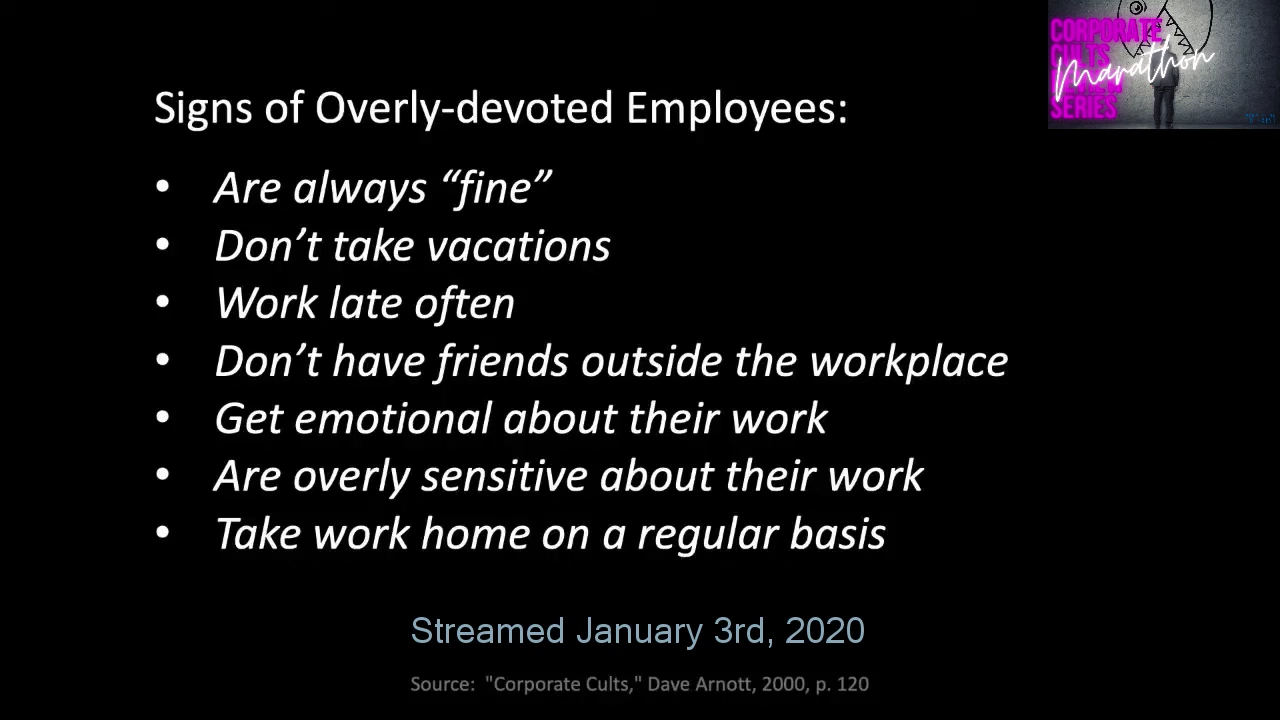 CORPORATE
CULTS
Marathon
SERIES
Signs of Overly-devoted Employees:
• Are always “fine”
• Don’t take vacations
• Work late often
• Don’t have friends outside the workplace
• Get emotional about their work
• Are overly sensitive about their work
• Take work home on a regular basis
Streamed January 3rd, 2020
Source: "Corporate Cults," Dave Arnott, 2000, p. 120